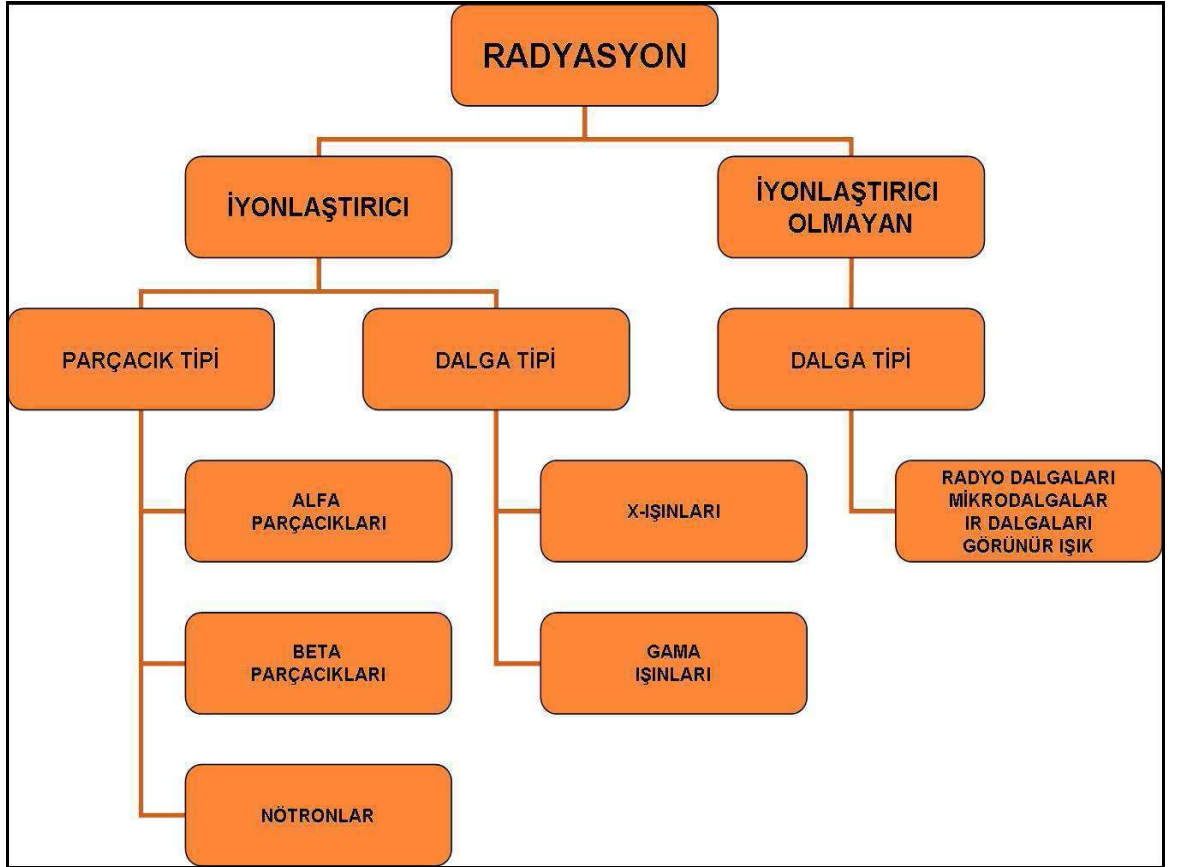 RADYASYON
İYONLAŞTIRICI
İYONLAŞTIRICI
OLMAYAN
PARÇACIK TİPİ
DALGA TİPİ
DALGA TİPİ
ALFA
PARÇACIKLARI
X-IŞINLARI
RADYO DALGALARI
MİKRODALGALAR
IR DALGALARI
GÖRÜNÜR IŞIK
BETA
PARÇACIKLARI
GAMA
IŞINLARI
NÖTRONLAR